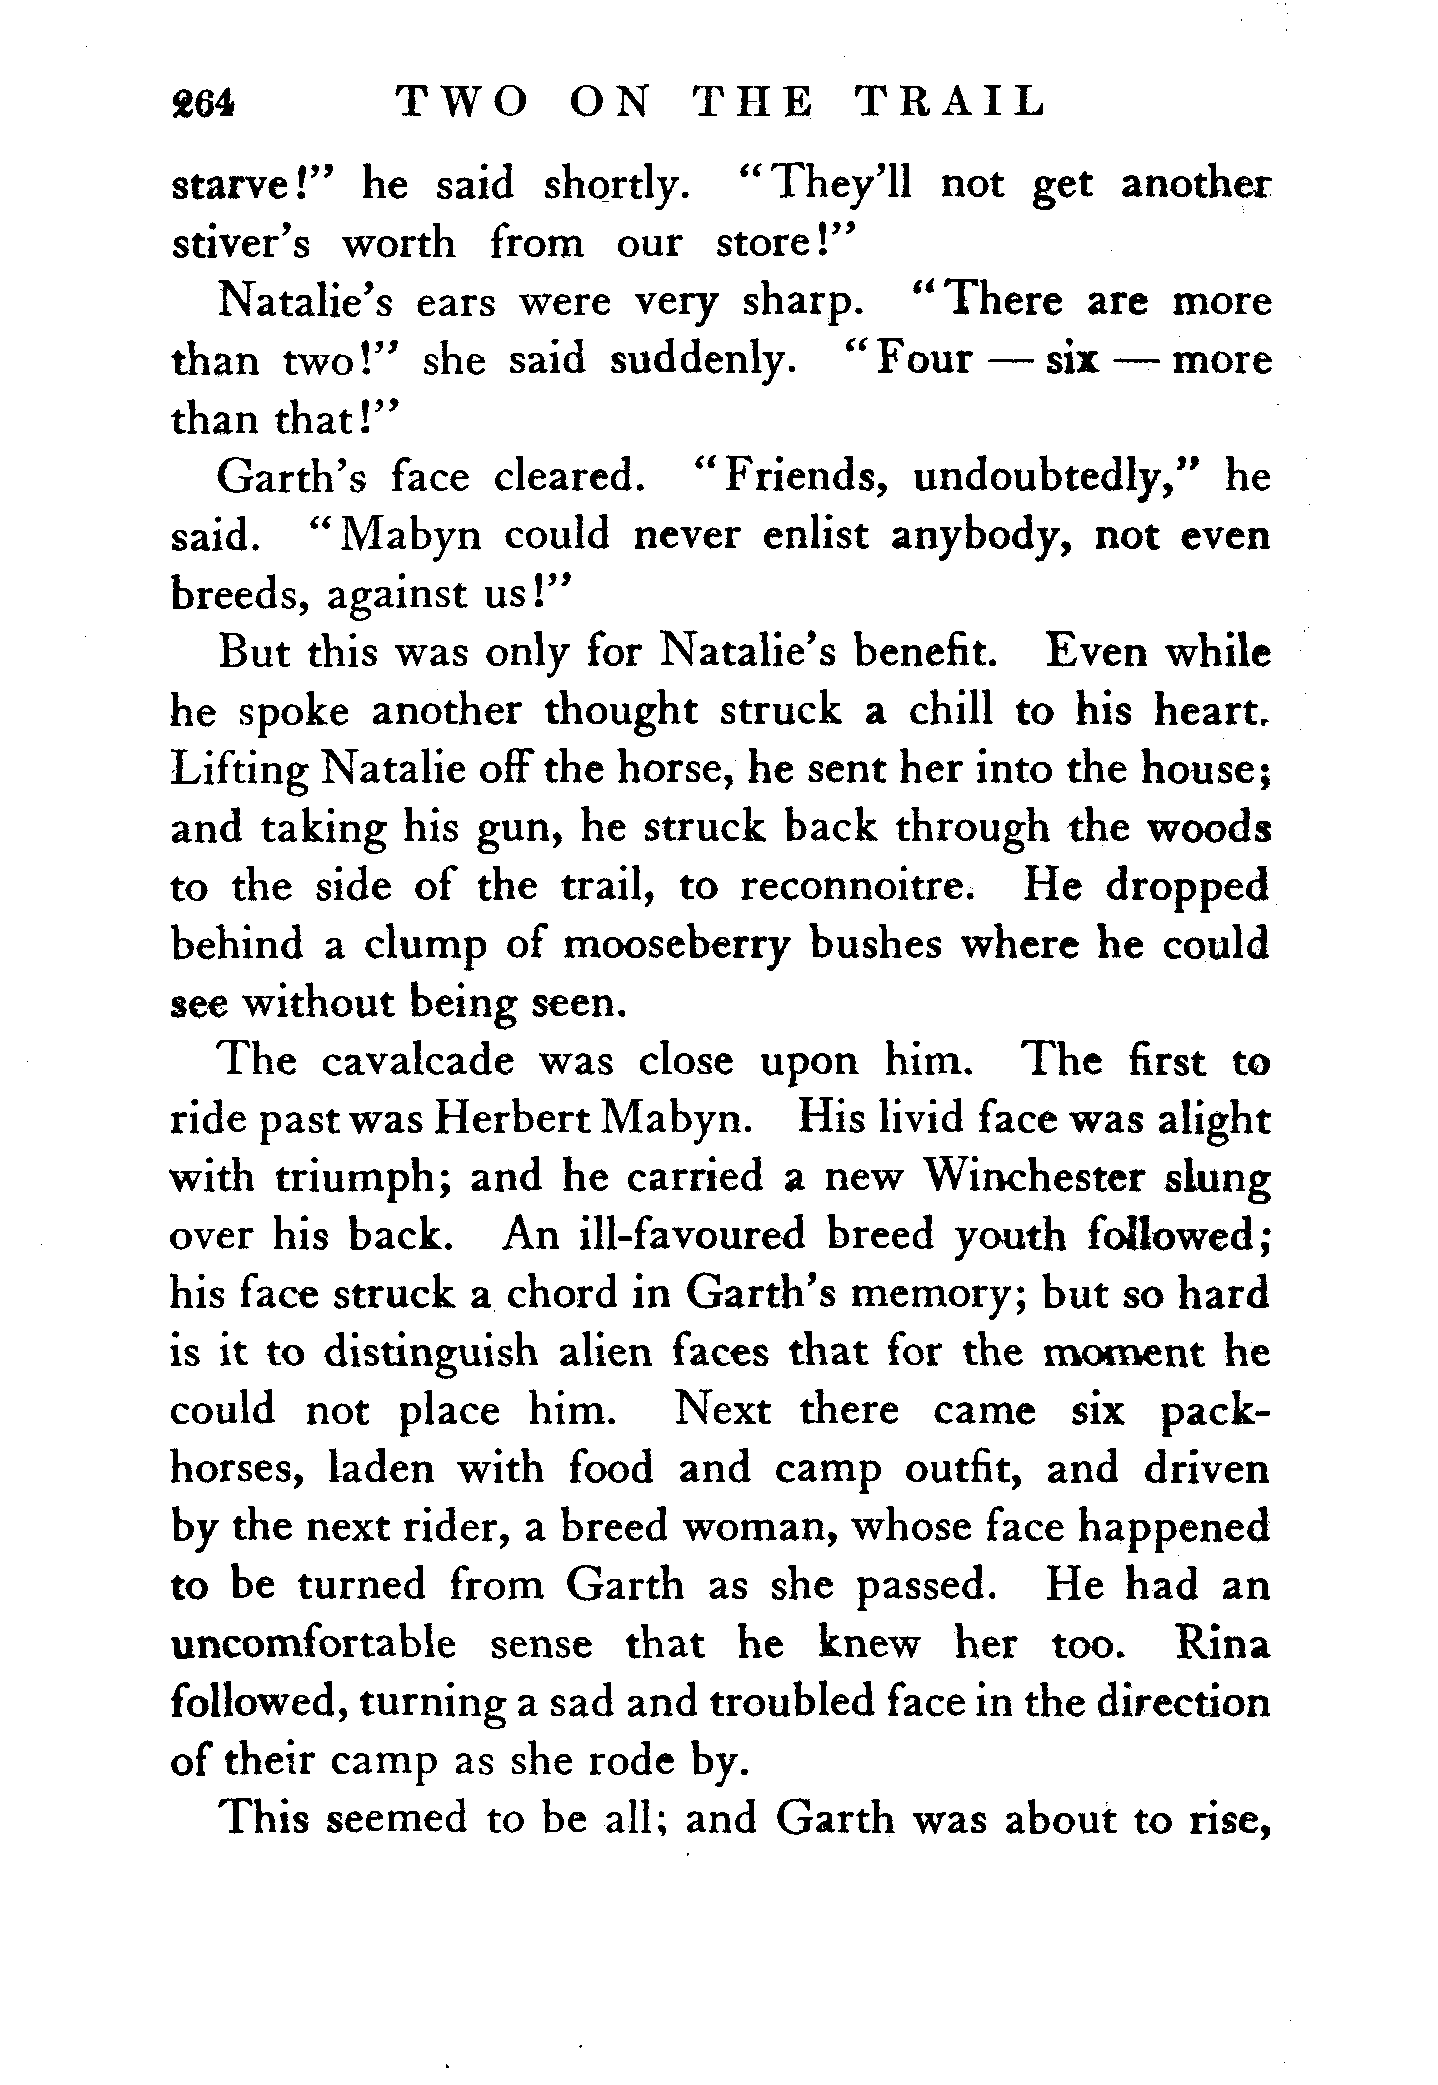 264 TWO ON THE TRAIL
starve!” he said shortly. “They’ll not get another
stiver’s worth from our store!”
Natalie’s ears were very sharp. “There are more
than two!” she said suddenly. “Four — six — more
than that!”
Garth’s face cleared. “Friends, undoubtedly,” he
said. “Mabyn could never enlist anybody, not even
breeds, against us!”
But this was only for Natalie’s benefit. Even while
he spoke another thought struck a chill to his heart.
Lifting Natalie off the horse, he sent her into the house;
and taking his gun, he struck back through the woods
to the side of the trail, to reconnoitre. He dropped
behind a clump of mooseberry bushes where he could
see without being seen.
The cavalcade was close upon him. The first to
ride past was Herbert Mabyn. His livid face was alight
with triumph; and he carried a new Winchester slung
over his back. An ill-favoured breed youth followed;
his face struck a chord in Garth’s memory; but so hard
is it to distinguish alien faces that for the moment he
could not place him. Next there came six pack-
horses, laden with food and camp outfit, and driven
by the next rider, a breed woman, whose face happened
to be turned from Garth as she passed. He had an
uncomfortable sense that he knew her too. Rina
followed, turning a sad and troubled face in the direction
of their camp as she rode by.
This seemed to be all; and Garth was about to rise,